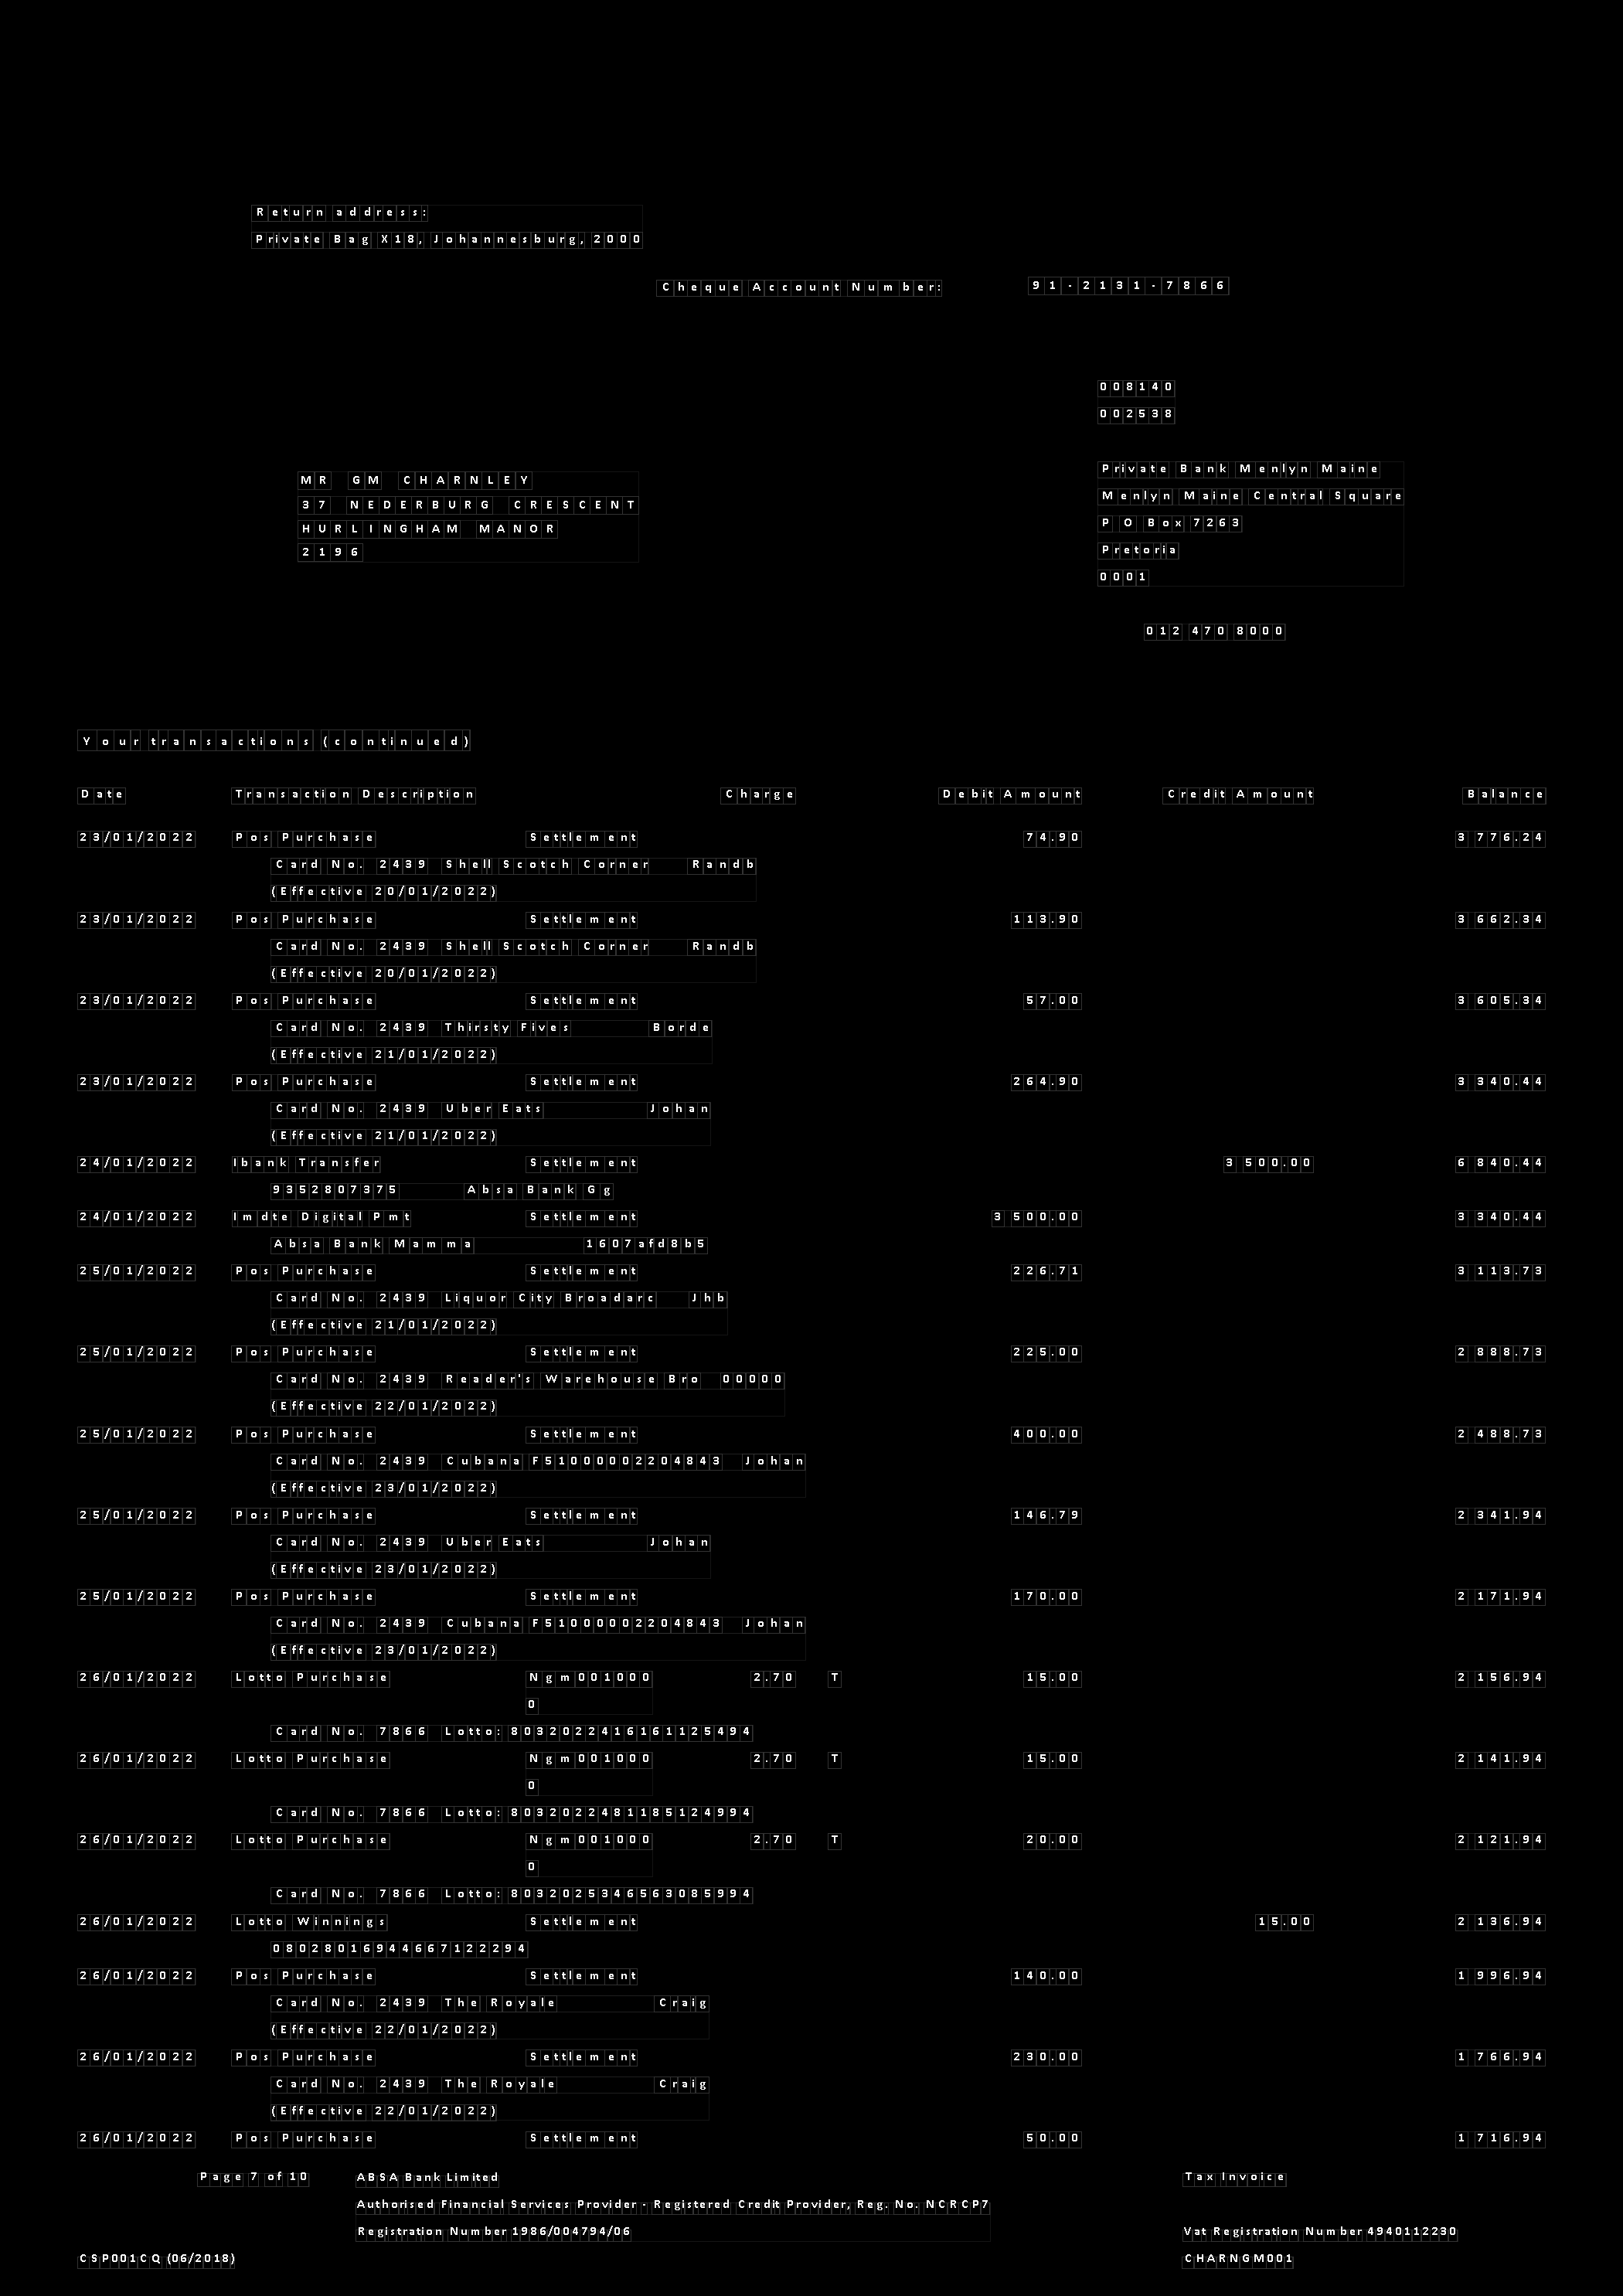 Return address:
Private Bag X18, Johannesburg, 2000
Cheque Account Number: 91-2131-7866
008140
002538
Private Bank Menlyn Maine
MR GM CHARNLEY
Menlyn Maine Central Square
37 NEDERBURG CRESCENT
P O Box 7263
HURLINGHAM MANOR
Pretoria
2196
0001
012 470 8000
Your transactions (continued)
Date Transaction Description Charge Debit Amount Credit Amount Balance
23/01/2022 Pos Purchase Settlement 74.90 3 776.24
Card No. 2439 Shell Scotch Corner Randb
(Effective 20/01/2022)
23/01/2022 Pos Purchase Settlement 113.90 3 662.34
Card No. 2439 Shell Scotch Corner Randb
(Effective 20/01/2022)
23/01/2022 Pos Purchase Settlement 57.00 3 605.34
Card No. 2439 Thirsty Fives Borde
(Effective 21/01/2022)
23/01/2022 Pos Purchase Settlement 264.90 3 340.44
Card No. 2439 Uber Eats Johan
(Effective 21/01/2022)
24/01/2022 Ibank Transfer Settlement 3 500.00 6 840.44
9352807375 Absa Bank Gg
24/01/2022 Imdte Digital Pmt Settlement 3 500.00 3 340.44
Absa Bank Mamma 1607afd8b5
25/01/2022 Pos Purchase Settlement 226.71 3 113.73
Card No. 2439 Liquor City Broadarc Jhb
(Effective 21/01/2022)
25/01/2022 Pos Purchase Settlement 225.00 2 888.73
Card No. 2439 Reader's Warehouse Bro 00000
(Effective 22/01/2022)
25/01/2022 Pos Purchase Settlement 400.00 2 488.73
Card No. 2439 Cubana F51000002204843 Johan
(Effective 23/01/2022)
25/01/2022 Pos Purchase Settlement 146.79 2 341.94
Card No. 2439 Uber Eats Johan
(Effective 23/01/2022)
25/01/2022 Pos Purchase Settlement 170.00 2 171.94
Card No. 2439 Cubana F51000002204843 Johan
(Effective 23/01/2022)
26/01/2022 Lotto Purchase Ngm001000 2.70 T 15.00 2 156.94
0
Card No. 7866 Lotto: 8032022416161125494
26/01/2022 Lotto Purchase Ngm001000 2.70 T 15.00 2 141.94
0
Card No. 7866 Lotto: 8032022481185124994
26/01/2022 Lotto Purchase Ngm001000 2.70 T 20.00 2 121.94
0
Card No. 7866 Lotto: 8032025346563085994
26/01/2022 Lotto Winnings Settlement 15.00 2 136.94
08028016944667122294
26/01/2022 Pos Purchase Settlement 140.00 1 996.94
Card No. 2439 The Royale Craig
(Effective 22/01/2022)
26/01/2022 Pos Purchase Settlement 230.00 1 766.94
Card No. 2439 The Royale Craig
(Effective 22/01/2022)
26/01/2022 Pos Purchase Settlement 50.00 1 716.94
Page 7 of 10 ABSA Bank Limited Tax Invoice
Authorised Financial Services Provider - Registered Credit Provider, Reg. No. NCRCP7
Registration Number 1986/004794/06 Vat Registration Number 4940112230
CSP001CQ (06/2018) CHARNGM001